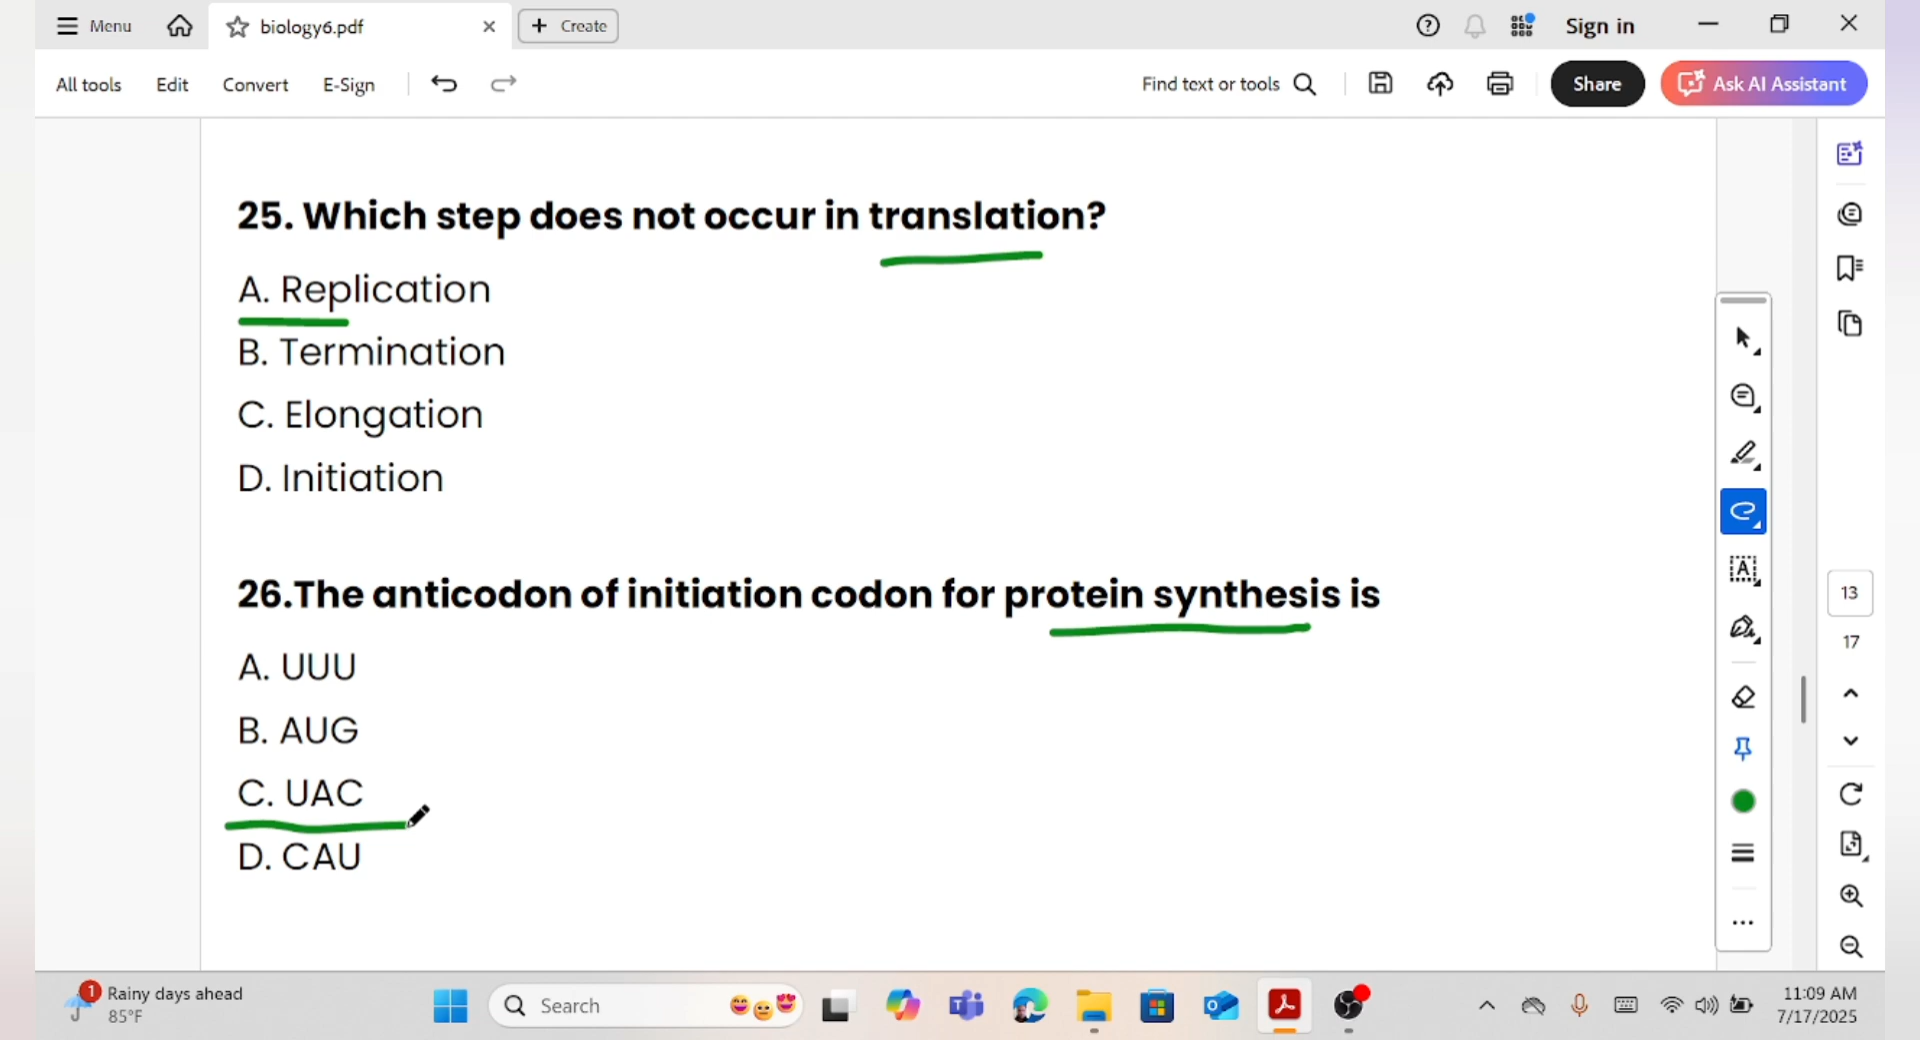 Menu
biology6.pdf
Create
Sign in
All tools
Edit
Convert
E-Sign
Find text or tools
Share
Ask AI Assistant
25. Which step does not occur in translation?
A. Replication
B. Termination
C. Elongation
D. Initiation
26.The anticodon of initiation codon for protein synthesis is
A. UUU
B. AUG
C. UAC
D. CAU
13
17
1
Rainy days ahead
85°F
Search
11:09 AM
7/17/2025